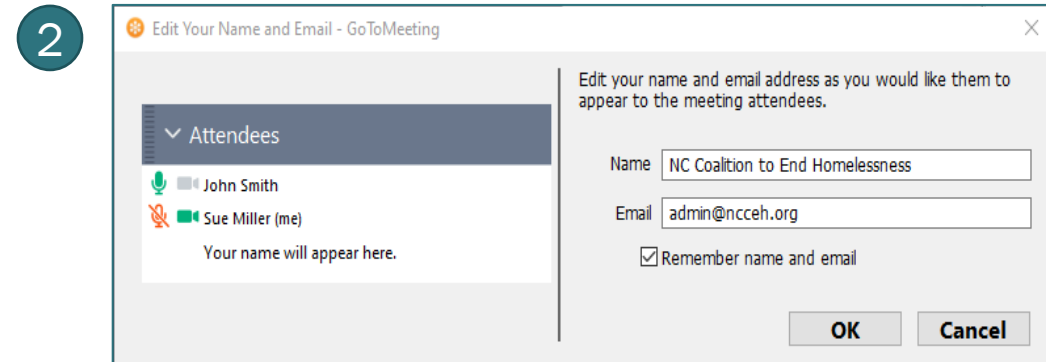 2
Edit Your Name and Email - GoToMeeting
Attendees
John Smith
Sue Miller (me)
Your name will appear here.
Edit your name and email address as you would like them to
appear to the meeting attendees.
Name NC Coalition to End Homelessness
Email admin@ncceh.org
Remember name and email
OK Cancel